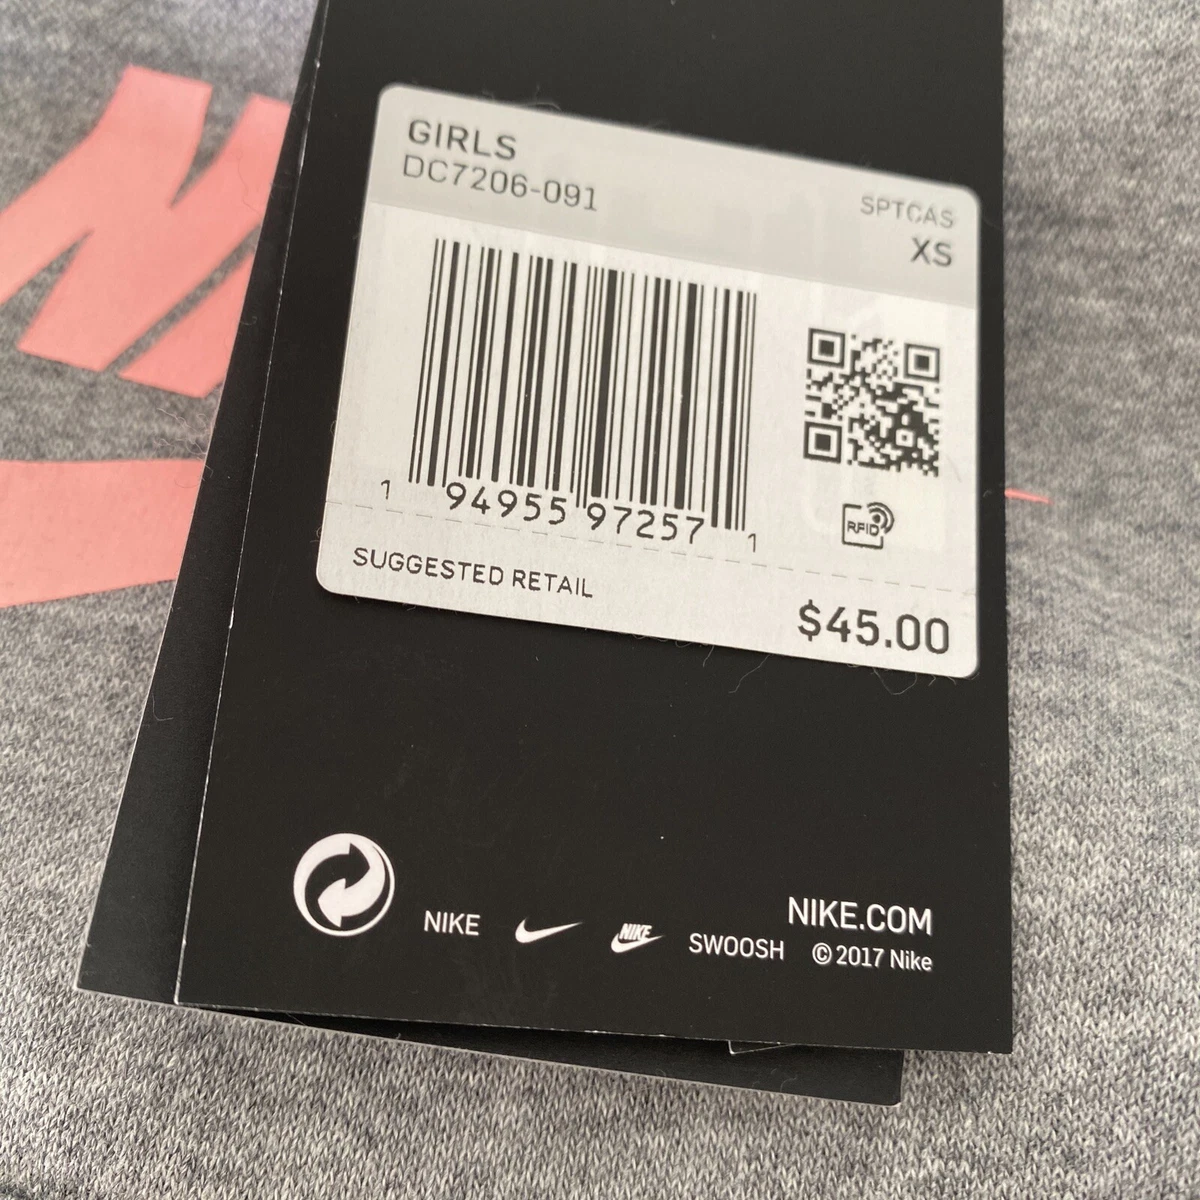 GIRLS
DC7206-091
SPTCAS
XS
1 94955 97257 1
RFID
SUGGESTED RETAIL
$45.00
NIKE
NIKE
SWOOSH
NIKE.COM
© 2017 Nike